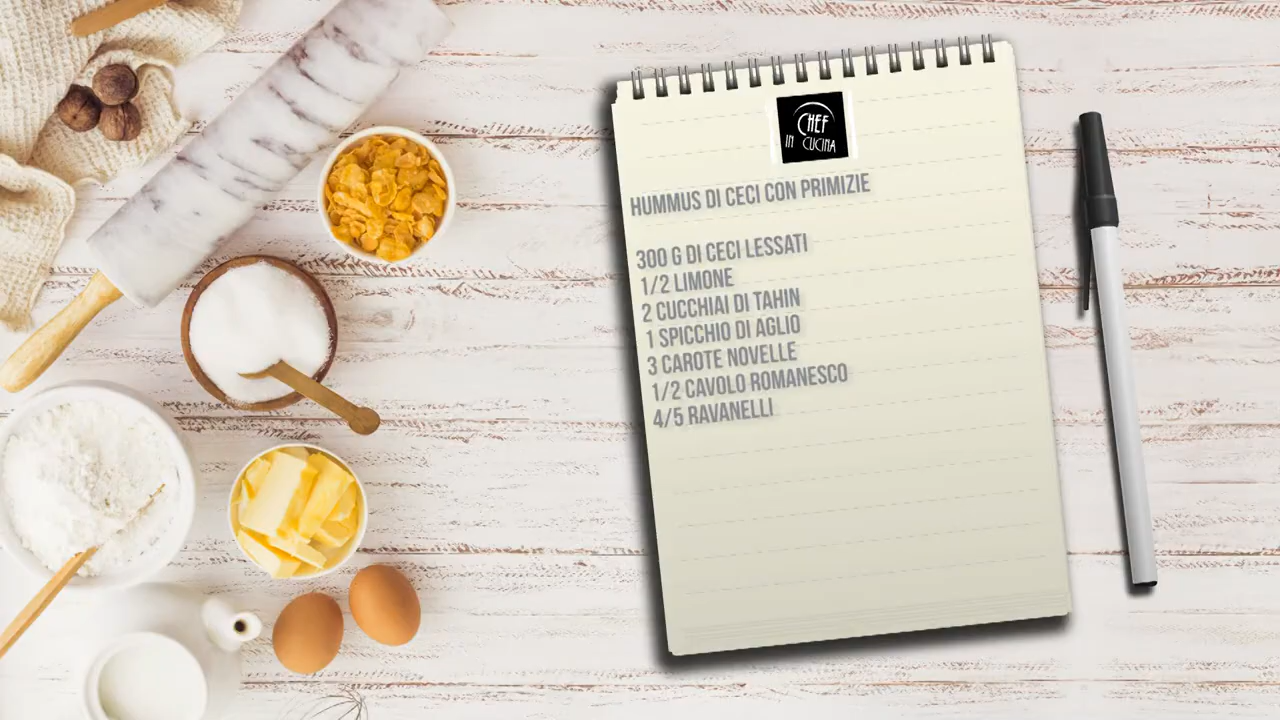 CHEF
IN CUCINA
HUMMUS DI CECI CON PRIMIZIE
300 G DI CECI LESSATI
1/2 LIMONE
2 CUCCHIAI DI TAHIN
1 SPICCHIO DI AGLIO
3 CAROTE NOVELLE
1/2 CAVOLO ROMANESCO
4/5 RAVANELLI